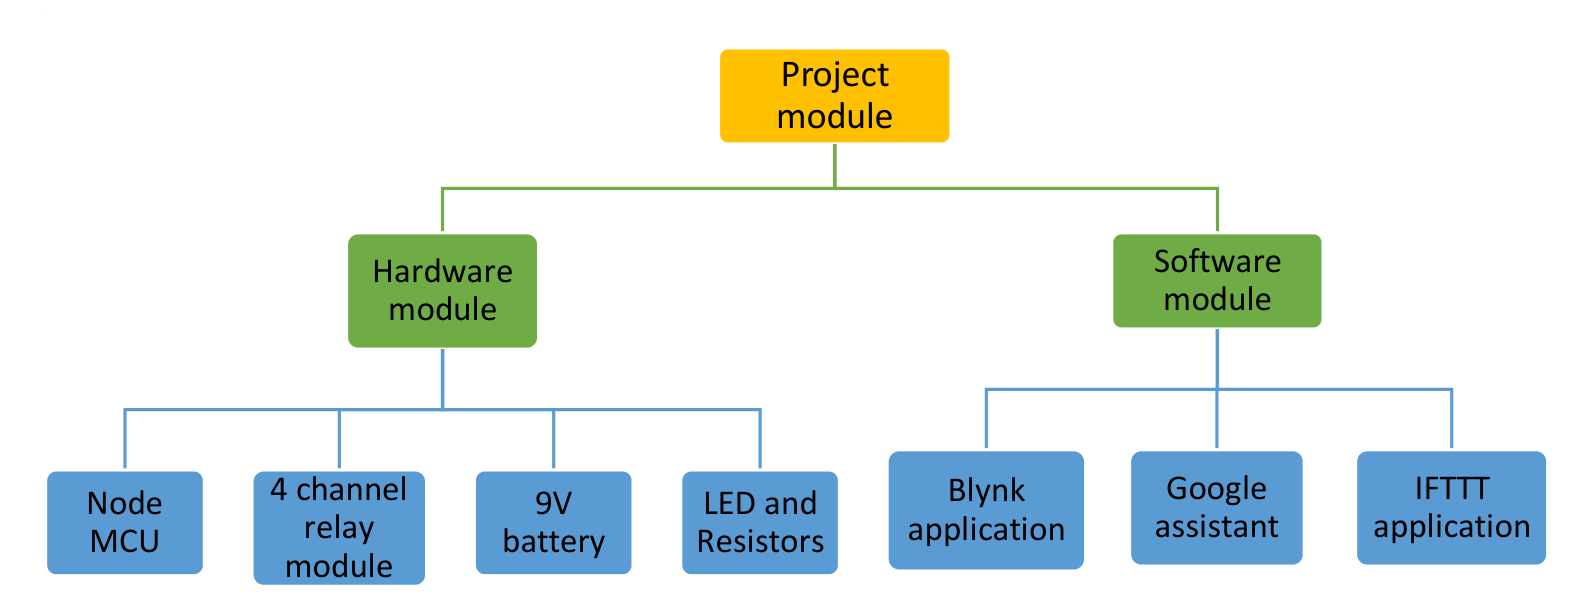 Project
module
Hardware
module
Software
module
Node
MCU
4 channel
relay
module
9V
battery
LED and
Resistors
Blynk
application
Google
assistant
IFTTT
application